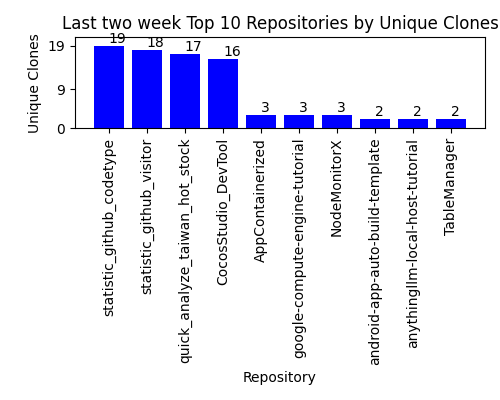 Last two week Top 10 Repositories by Unique Clones
Unique Clones
19
9
0
19
18
17
16
3
3
3
2
2
2
statistic_github_codetype
statistic_github_visitor
quick_analyze_taiwan_hot_stock
CocosStudio_DevTool
AppContainerized
google-compute-engine-tutorial
NodeMonitorX
android-app-auto-build-template
anythingllm-local-host-tutorial
TableManager
Repository